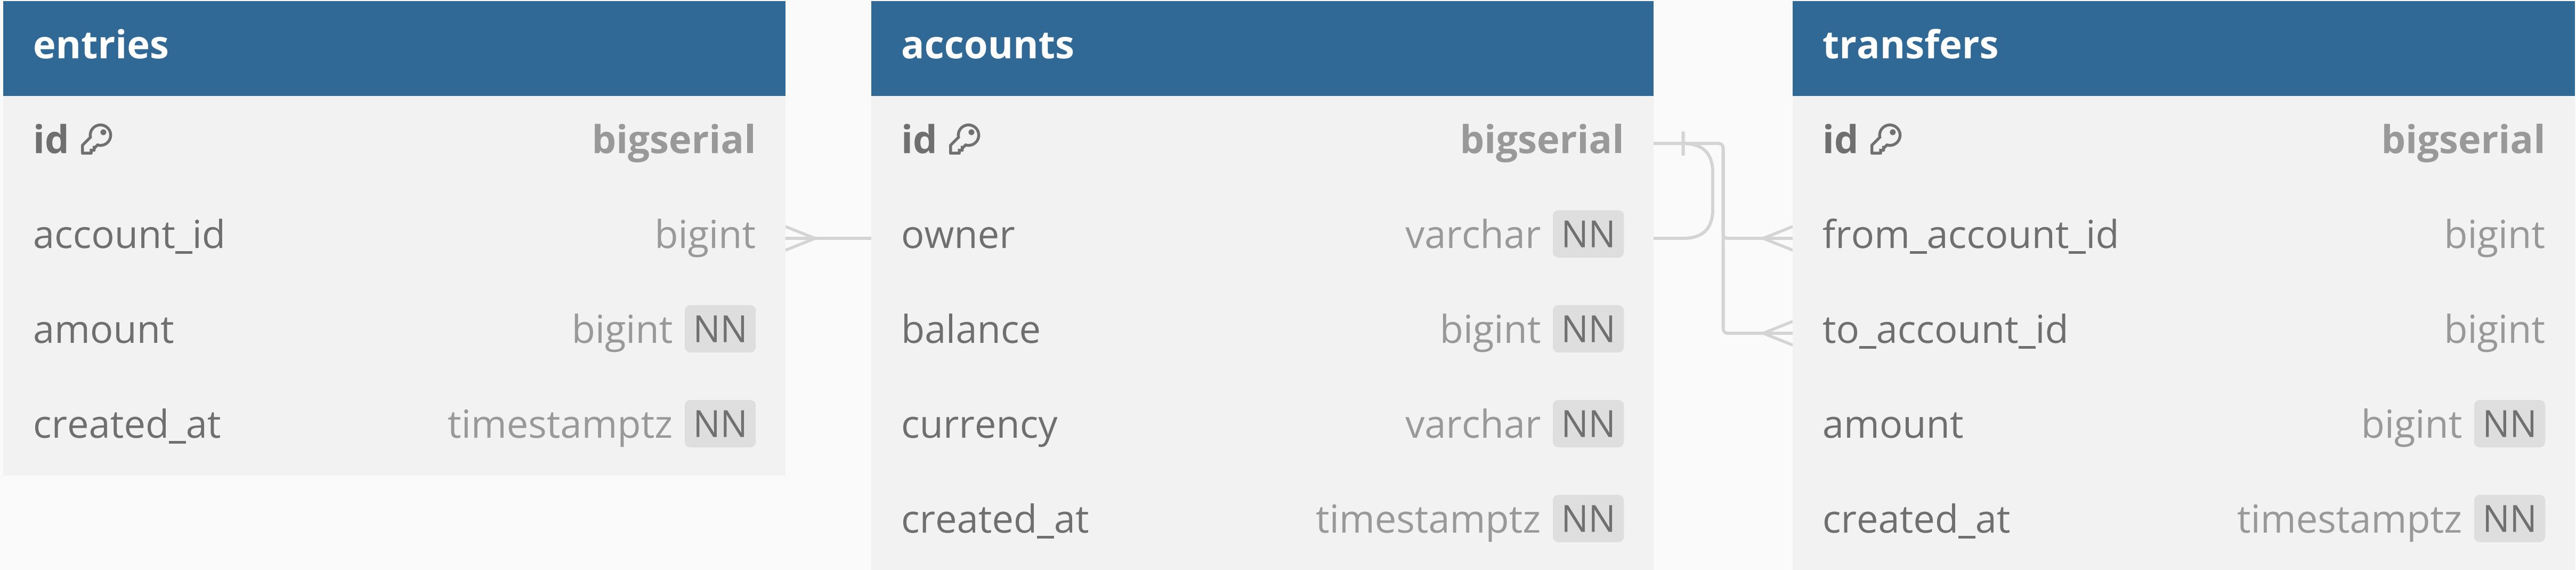 entries
id bigserial
account_id bigint
amount bigint NN
created_at timestamptz NN
accounts
id bigserial
owner varchar NN
balance bigint NN
currency varchar NN
created_at timestamptz NN
transfers
id bigserial
from_account_id bigint
to_account_id bigint
amount bigint NN
created_at timestamptz NN